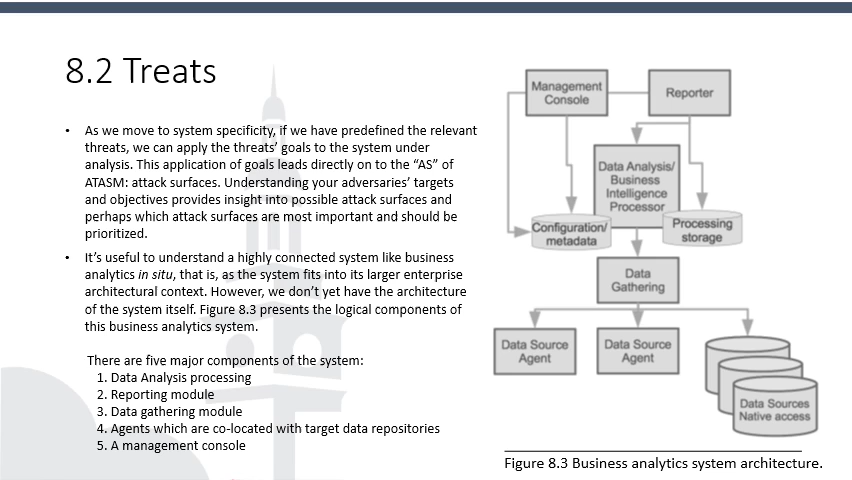 8.2 Treats
• As we move to system specificity, if we have predefined the relevant
threats, we can apply the threats’ goals to the system under
analysis. This application of goals leads directly on to the “AS” of
ATASM: attack surfaces. Understanding your adversaries’ targets
and objectives provides insight into possible attack surfaces and
perhaps which attack surfaces are most important and should be
prioritized.
• It’s useful to understand a highly connected system like business
analytics in situ, that is, as the system fits into its larger enterprise
architectural context. However, we don’t yet have the architecture
of the system itself. Figure 8.3 presents the logical components of
this business analytics system.
There are five major components of the system:
1. Data Analysis processing
2. Reporting module
3. Data gathering module
4. Agents which are co-located with target data repositories
5. A management console
Management
Console
Reporter
Data Analysis/
Business
Intelligence
Processor
Configuration/
metadata
Processing
storage
Data
Gathering
Data Source
Agent
Data Source
Agent
Data Sources
Native access
Figure 8.3 Business analytics system architecture.